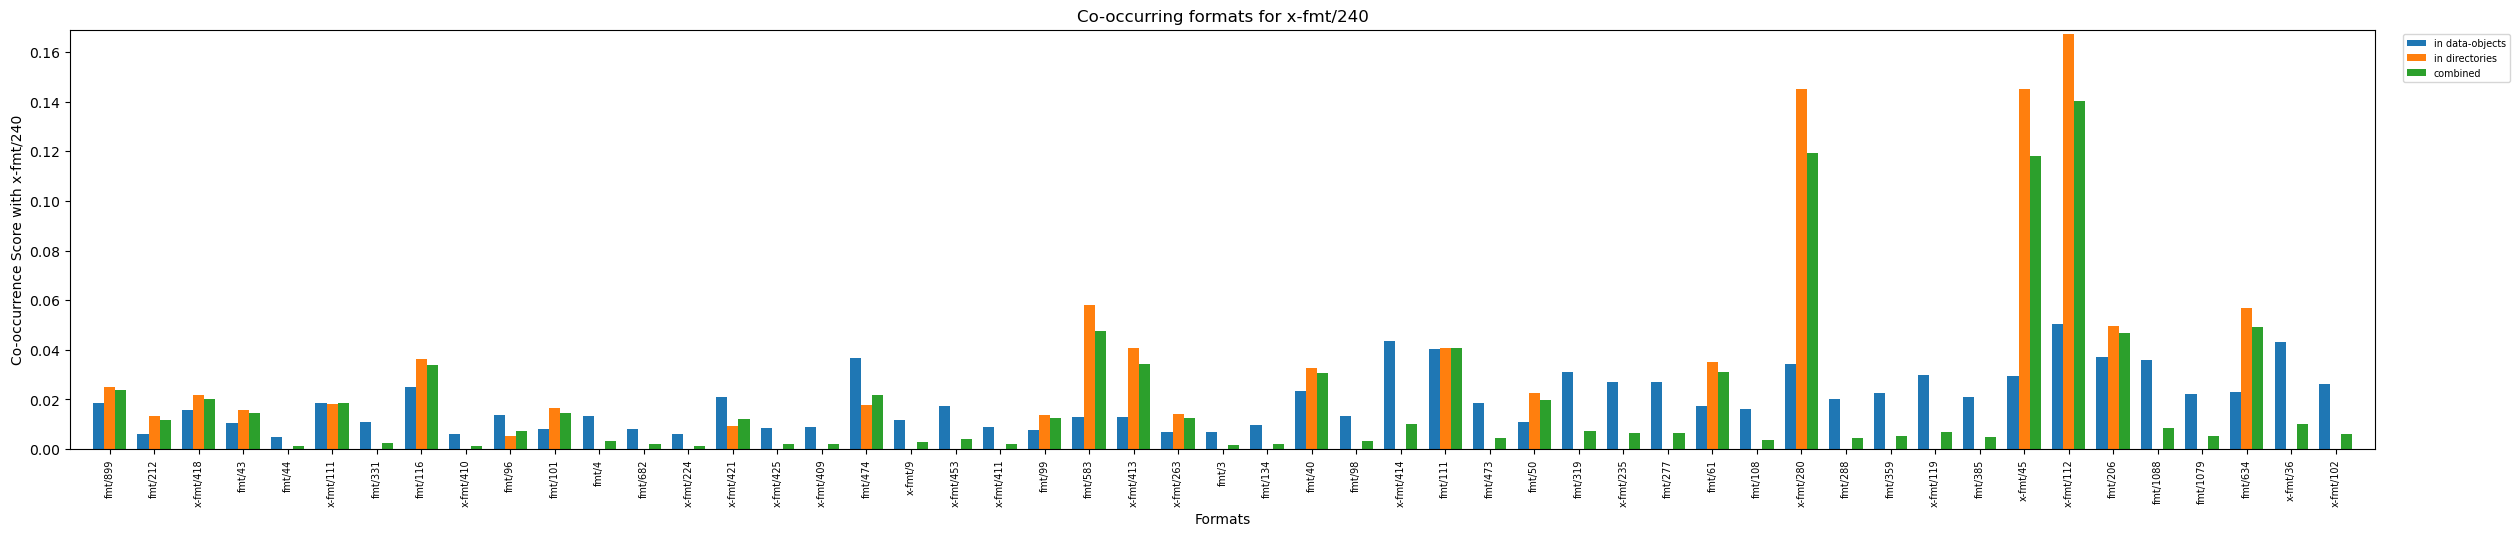 Co-occurring formats for x-fmt/240
Co-occurrence Score with x-fmt/240
0.16
0.14
0.12
0.10
0.08
0.06
0.04
0.02
0.00
in data-objects
in directories
combined
fmt/899
fmt/212
x-fmt/418
fmt/43
fmt/44
x-fmt/111
fmt/331
fmt/116
x-fmt/410
fmt/96
fmt/101
fmt/4
fmt/682
x-fmt/224
x-fmt/421
x-fmt/425
x-fmt/409
fmt/474
x-fmt/9
x-fmt/453
x-fmt/411
fmt/99
fmt/583
x-fmt/413
x-fmt/263
fmt/3
fmt/134
fmt/40
fmt/98
x-fmt/414
fmt/111
fmt/473
fmt/50
fmt/319
x-fmt/235
fmt/277
fmt/61
fmt/108
x-fmt/280
fmt/288
fmt/359
x-fmt/119
fmt/385
x-fmt/45
x-fmt/112
fmt/206
fmt/1088
fmt/1079
fmt/634
x-fmt/36
x-fmt/102
Formats